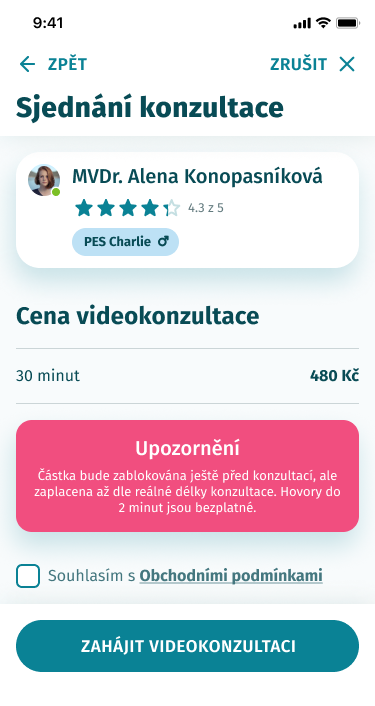 9:41
ZPĚT
ZRUŠIT
Sjednání konzultace
MVDr. Alena Konopasníková
4.3 z 5
PES Charlie ♂
Cena videokonzultace
30 minut
480 Kč
Upozornění
Částka bude zablokována ještě před konzultací, ale
zaplacena až dle reálné délky konzultace. Hovory do
2 minut jsou bezplatné.
Souhlasím s Obchodními podmínkami
ZAHÁJIT VIDEOKONZULTACI